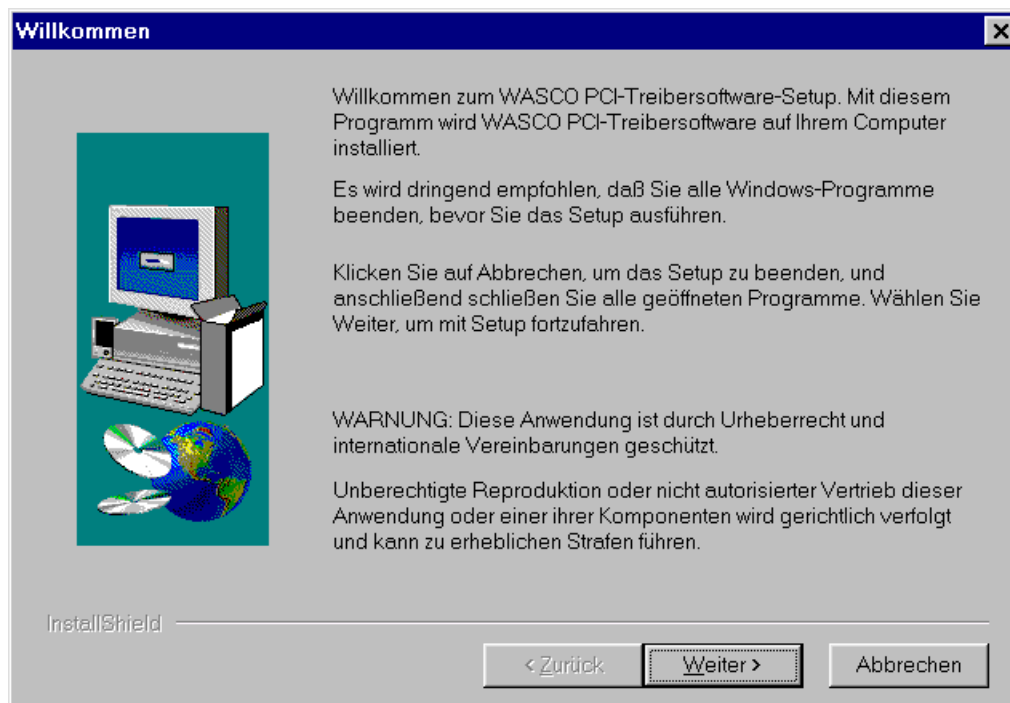 Willkommen
Willkommen zum WASCO PCI-Treibersoftware-Setup. Mit diesem
Programm wird WASCO PCI-Treibersoftware auf Ihrem Computer
installiert.
Es wird dringend empfohlen, daß Sie alle Windows-Programme
beenden, bevor Sie das Setup ausführen.
Klicken Sie auf Abbrechen, um das Setup zu beenden, und
anschließend schließen Sie alle geöffneten Programme. Wählen Sie
Weiter, um mit Setup fortzufahren.
WARNUNG: Diese Anwendung ist durch Urheberrecht und
internationale Vereinbarungen geschützt.
Unberechtigte Reproduktion oder nicht autorisierter Vertrieb dieser
Anwendung oder einer ihrer Komponenten wird gerichtlich verfolgt
und kann zu erheblichen Strafen führen.
InstallShield
< Zurück
Weiter >
Abbrechen